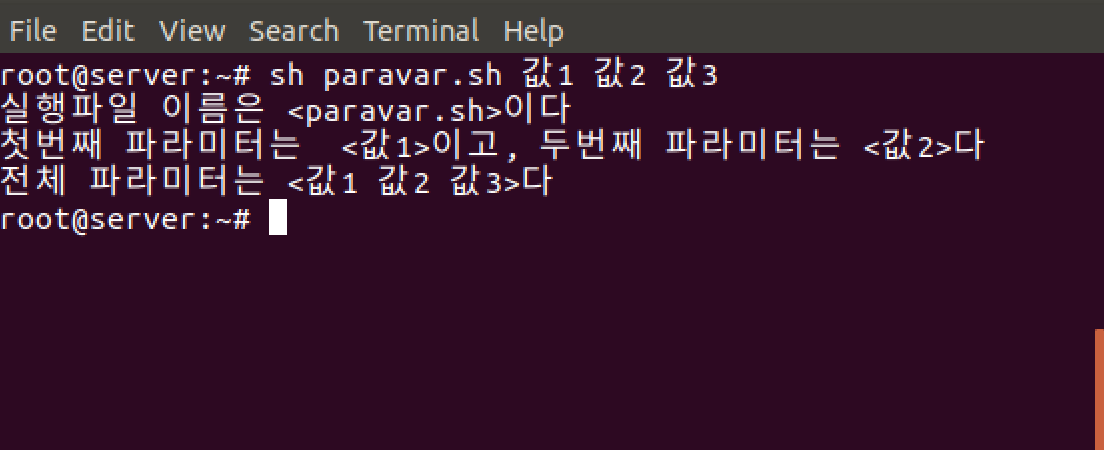 File Edit View Search Terminal Help
root@server:~# sh paravar.sh 값1 값2 값3
실행파일 이름은 <paravar.sh>이다
첫번째 파라미터는  <값1>이고, 두번째 파라미터는 <값2>다
전체 파라미터는 <값1 값2 값3>다
root@server:~#